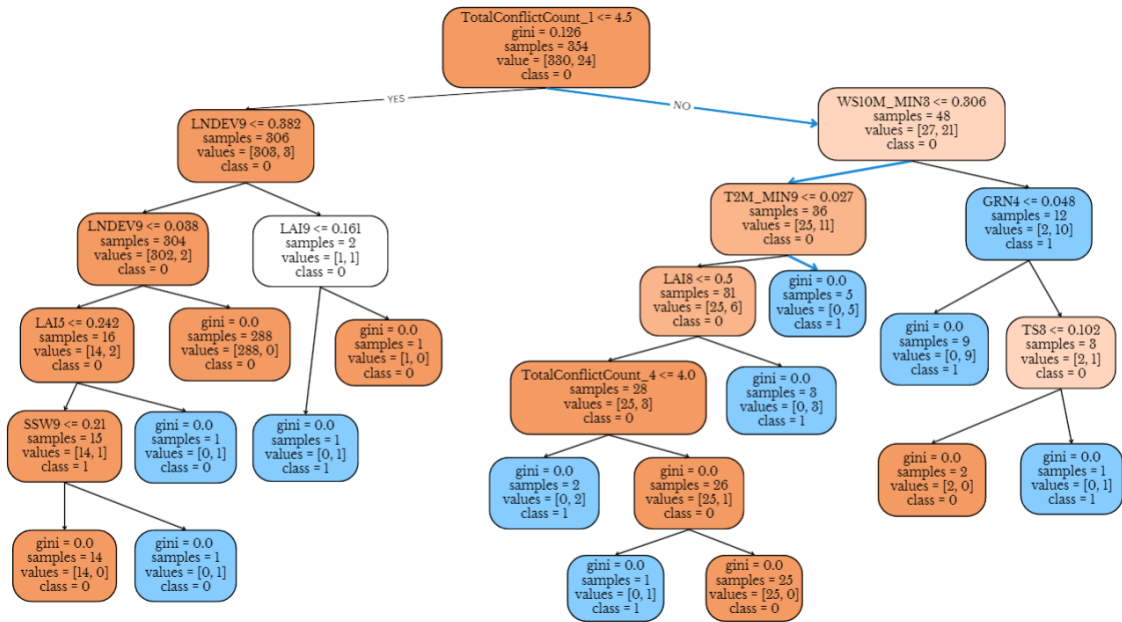 TotalConflictCount_1 <= 4.5
gini = 0.126
samples = 354
value = [330, 24]
class = 0
YES
NO
LNDEV9 <= 0.382
samples = 306
values = [303, 3]
class = 0
WS10M_MIN3 <= 0.306
samples = 48
values = [27, 21]
class = 0
LNDEV9 <= 0.038
samples = 304
values = [302, 2]
class = 0
LAI9 <= 0.161
samples = 2
values = [1, 1]
class = 0
T2M_MIN9 <= 0.027
samples = 36
values = [25, 11]
class = 0
GRN4 <= 0.048
samples = 12
values = [2, 10]
class = 1
LAI5 <= 0.242
samples = 16
values = [14, 2]
class = 0
gini = 0.0
samples = 288
values = [288, 0]
class = 0
gini = 0.0
samples = 1
values = [1, 0]
class = 0
LAI8 <= 0.5
samples = 31
values = [25, 6]
class = 0
gini = 0.0
samples = 5
values = [0, 5]
class = 1
gini = 0.0
samples = 9
values = [0, 9]
class = 1
TS3 <= 0.102
samples = 3
values = [2, 1]
class = 0
SSW9 <= 0.21
samples = 15
values = [14, 1]
class = 1
gini = 0.0
samples = 1
values = [0, 1]
class = 0
gini = 0.0
samples = 1
values = [0, 1]
class = 1
TotalConflictCount_4 <= 4.0
samples = 28
values = [25, 3]
class = 0
gini = 0.0
samples = 3
values = [0, 3]
class = 1
gini = 0.0
samples = 2
values = [2, 0]
class = 0
gini = 0.0
samples = 1
values = [0, 1]
class = 1
gini = 0.0
samples = 2
values = [0, 2]
class = 1
gini = 0.0
samples = 26
values = [25, 1]
class = 0
gini = 0.0
samples = 14
values = [14, 0]
class = 0
gini = 0.0
samples = 1
values = [0, 1]
class = 0
gini = 0.0
samples = 1
values = [0, 1]
class = 1
gini = 0.0
samples = 25
values = [25, 0]
class = 0